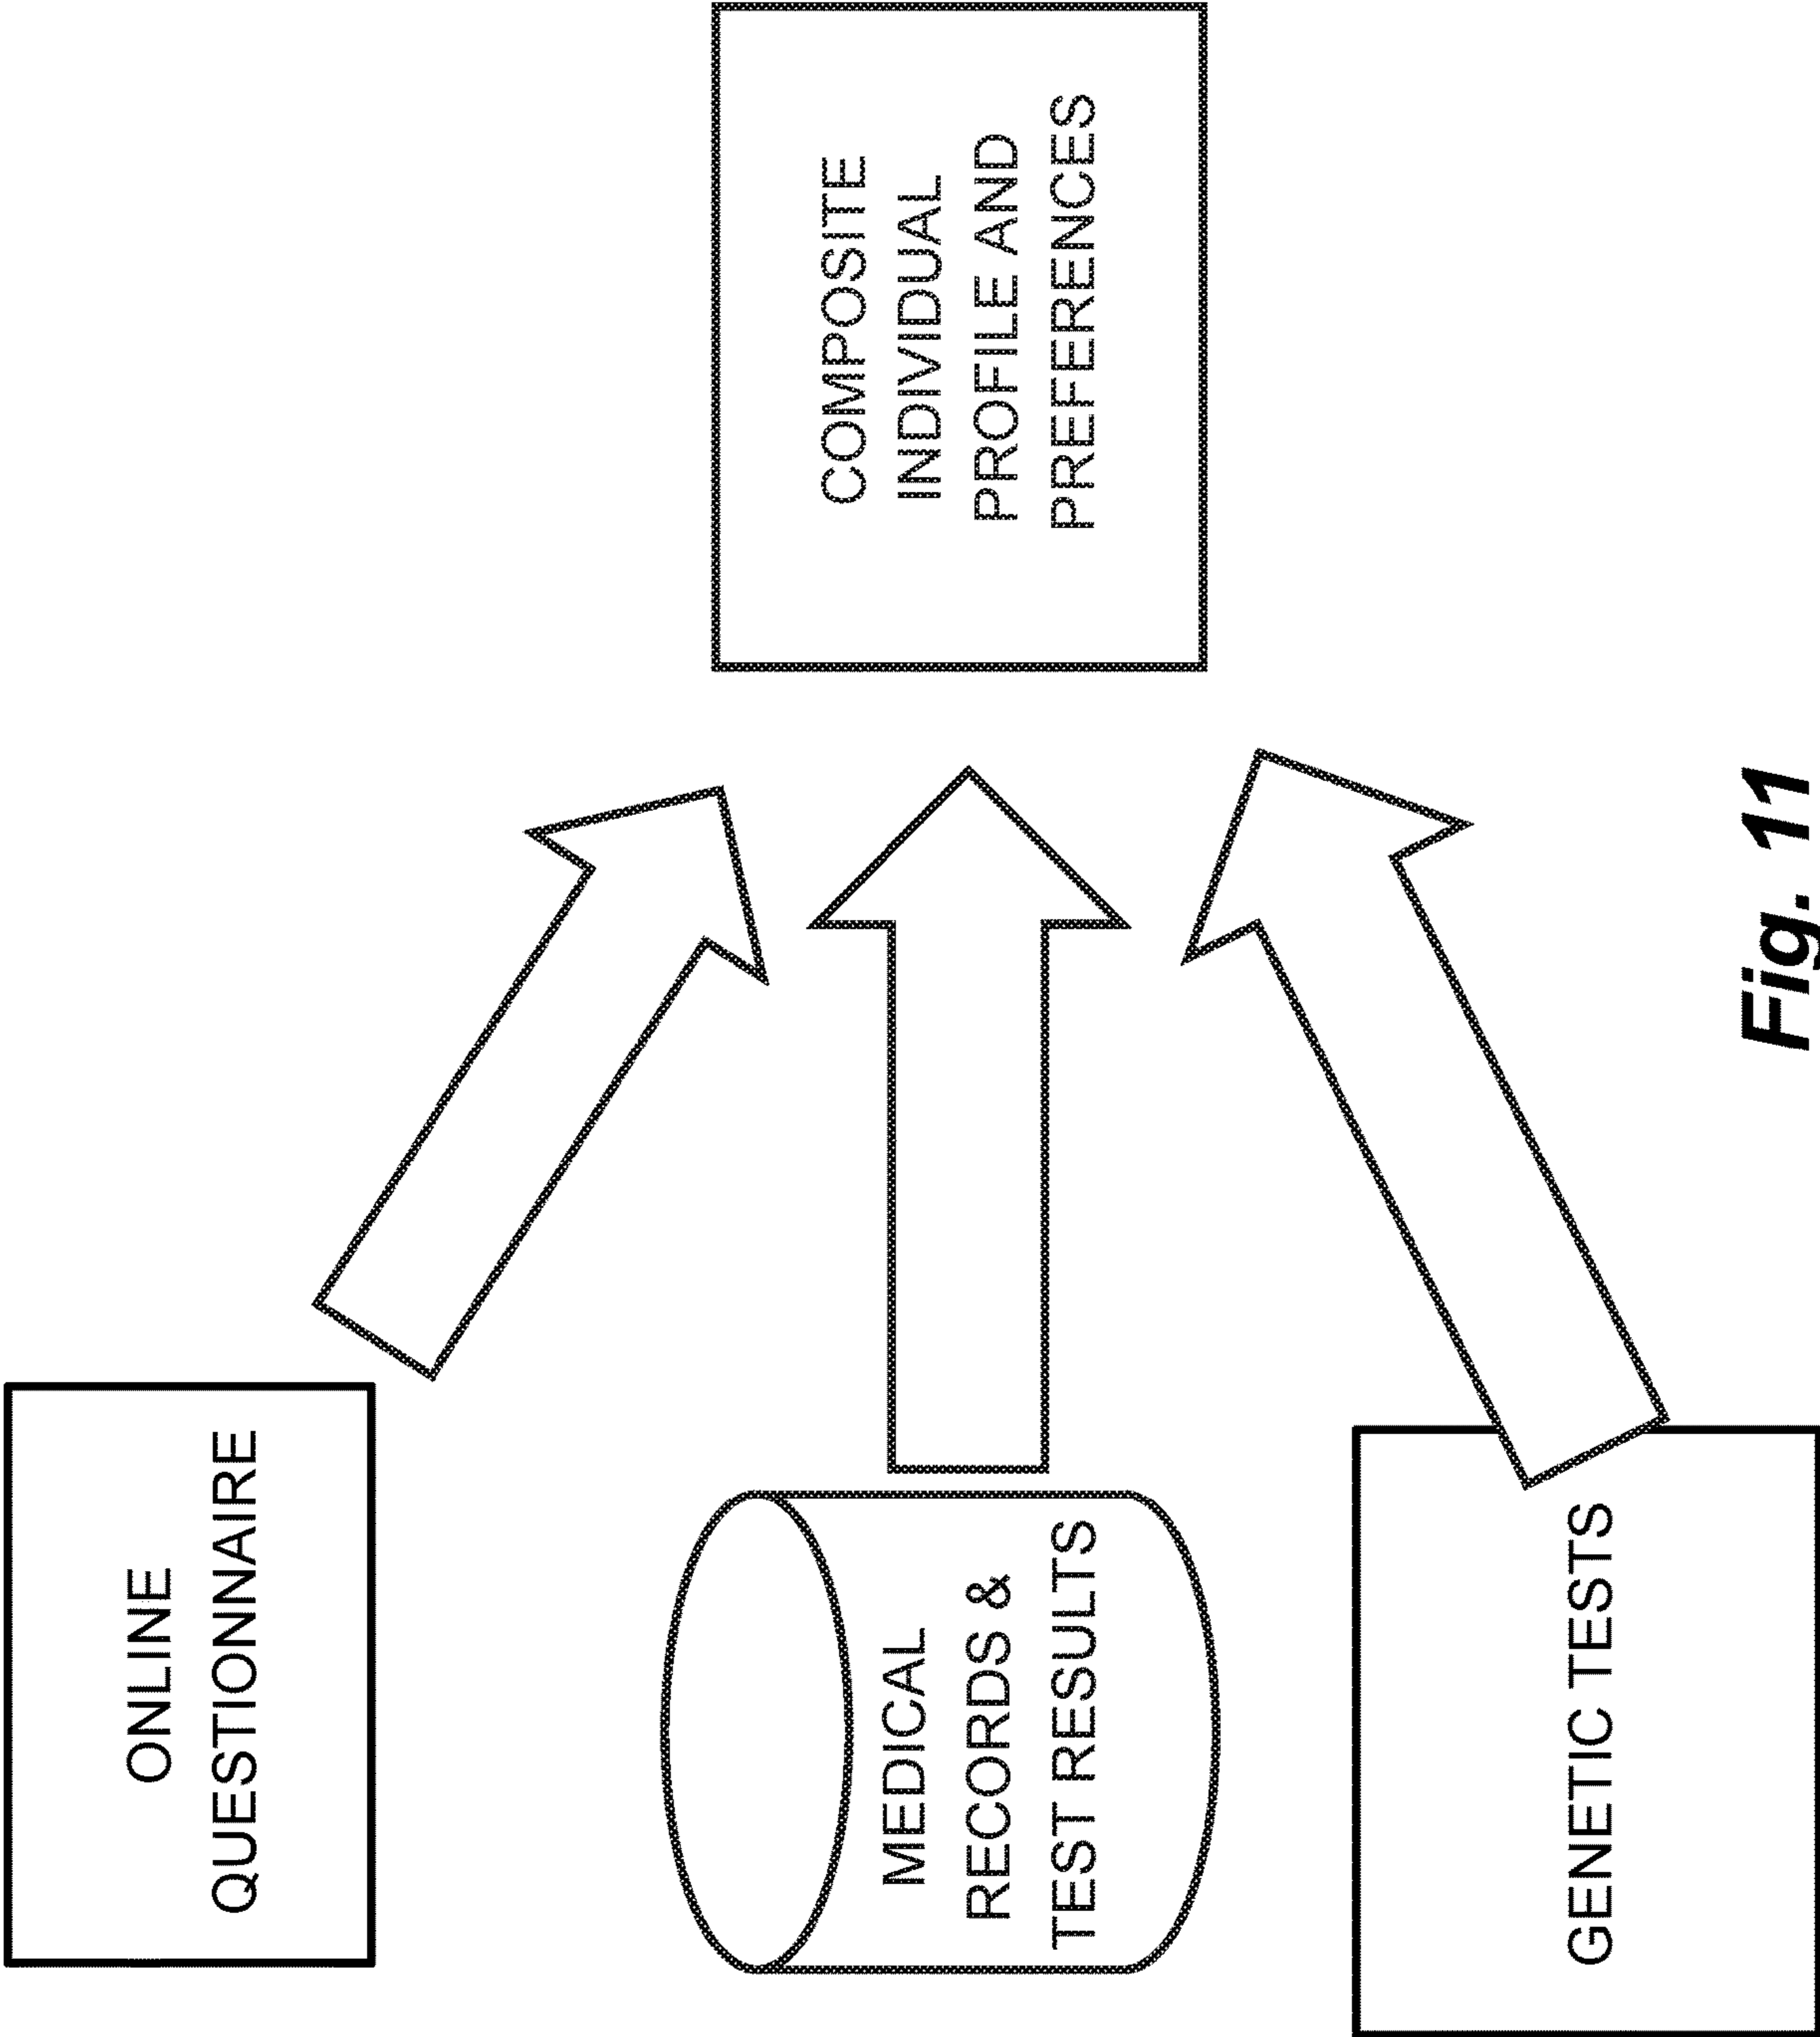 ONLINE
QUESTIONNAIRE
MEDICAL
RECORDS &
TEST RESULTS
GENETIC TESTS
COMPOSITE
INDIVIDUAL
PROFILE AND
PREFERENCES
Fig. 11